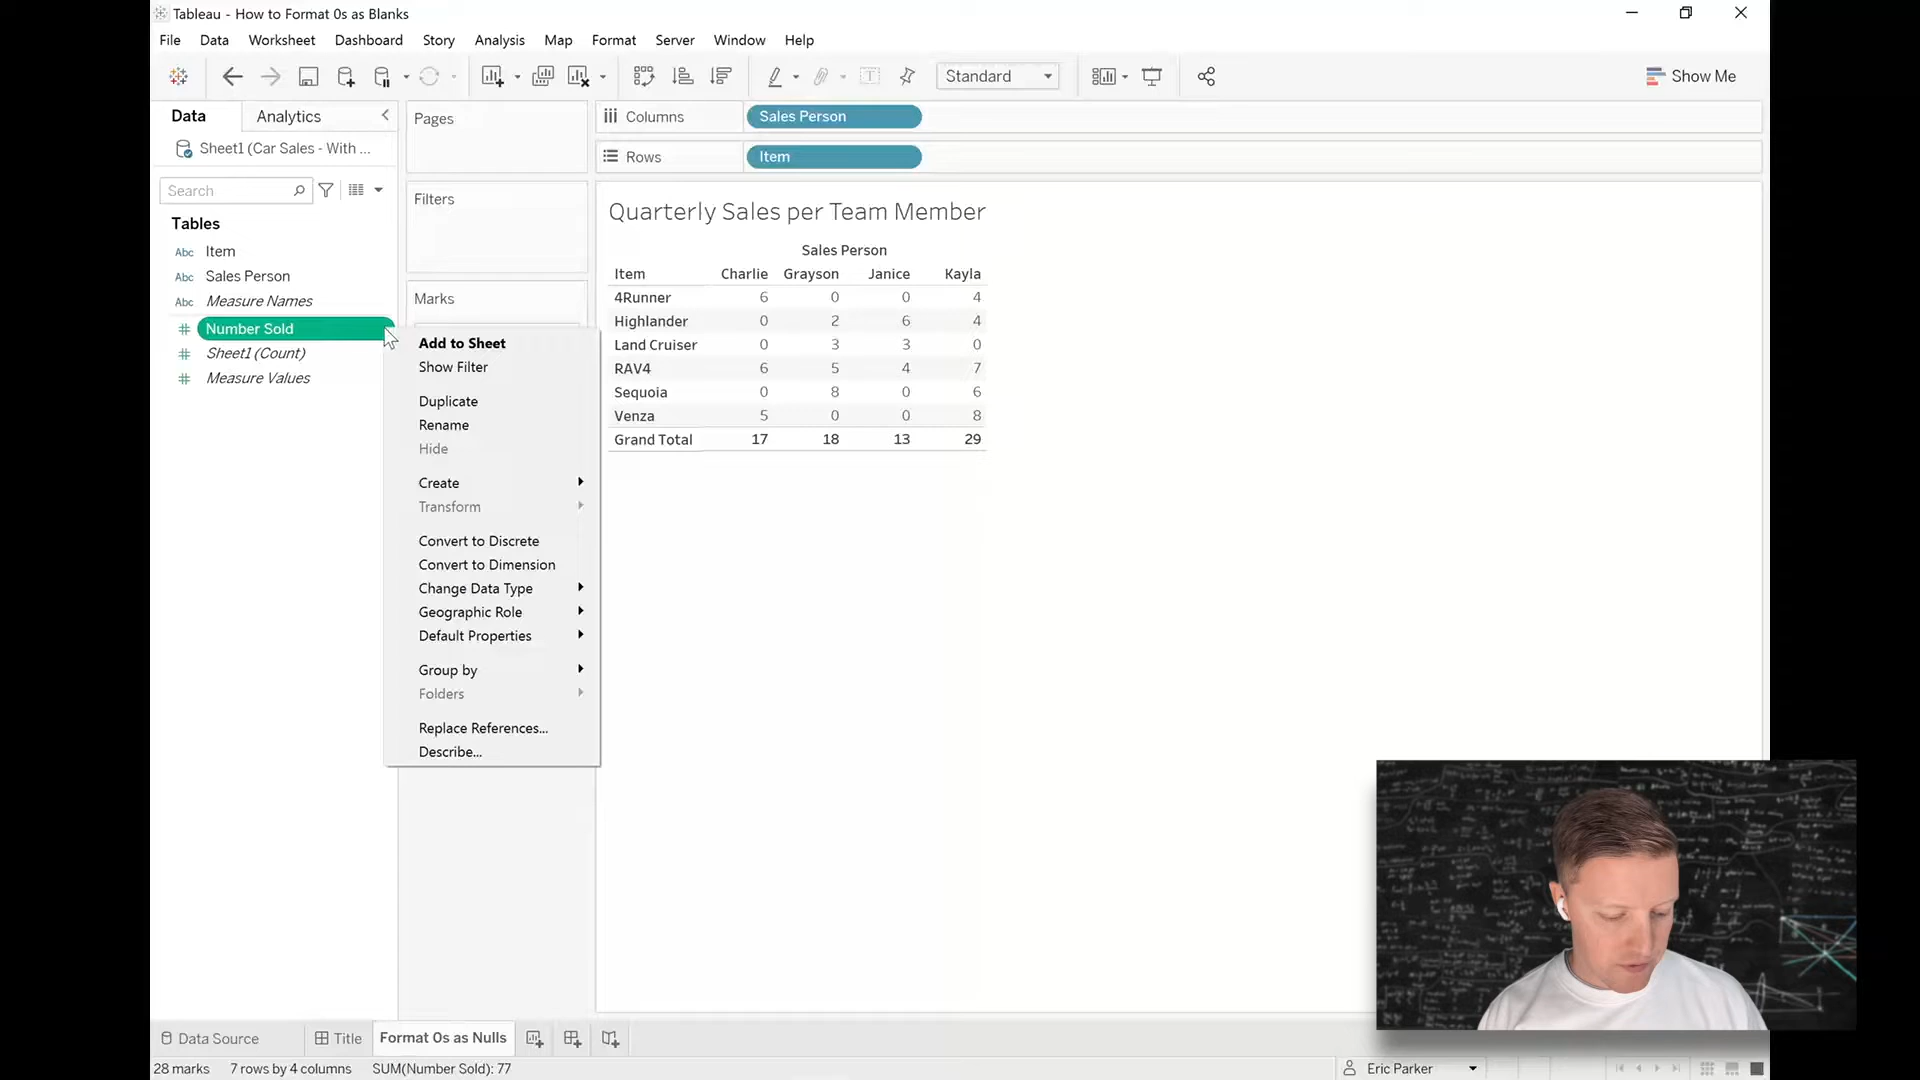 Tableau - How to Format 0s as Blanks
File Data Worksheet Dashboard Story Analysis Map Format Server Window Help
Standard
Show Me
Data Analytics
Sheet1 (Car Sales - With ...
Search
Tables
Abc Item
Abc Sales Person
Abc Measure Names
# Number Sold
# Sheet1 (Count)
# Measure Values
Pages
Filters
Marks
Add to Sheet
Show Filter
Duplicate
Rename
Hide
Create
Transform
Convert to Discrete
Convert to Dimension
Change Data Type
Geographic Role
Default Properties
Group by
Folders
Replace References...
Describe...
Columns Sales Person
Rows Item
Quarterly Sales per Team Member
Sales Person
Item Charlie Grayson Janice Kayla
4Runner 6 0 0 4
Highlander 0 2 6 4
Land Cruiser 0 3 3 0
RAV4 6 5 4 7
Sequoia 0 8 0 6
Venza 5 0 0 8
Grand Total 17 18 13 29
Data Source Title Format 0s as Nulls
28 marks 7 rows by 4 columns SUM(Number Sold): 77 Eric Parker